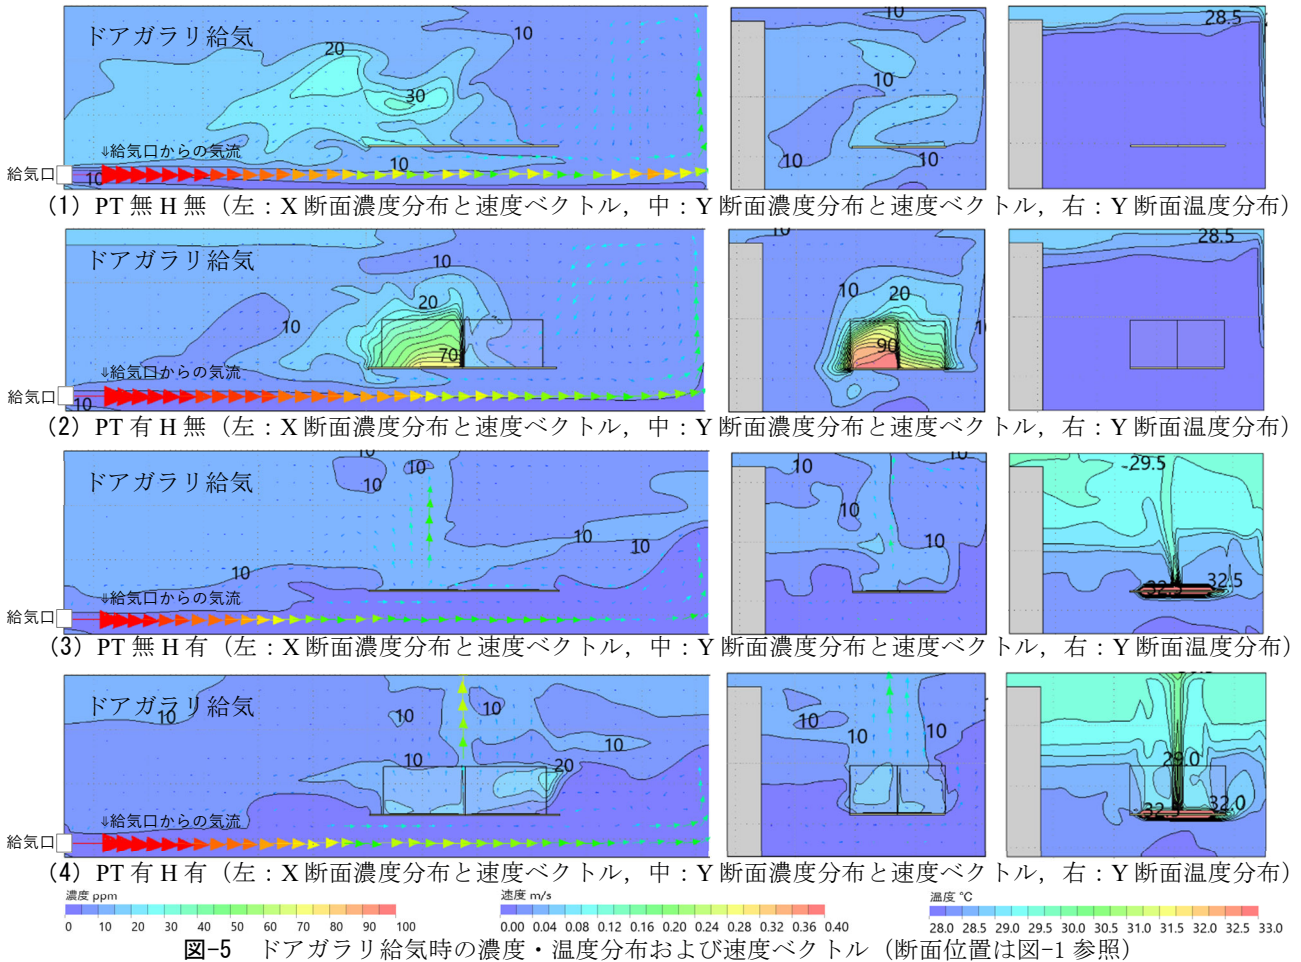 ドアガラリ給気
20
10
30
10
⇓給気口からの気流
給気口
10
10
10
10
10
28.5
(1) PT 無 H 無（左：X 断面濃度分布と速度ベクトル，中：Y 断面濃度分布と速度ベクトル，右：Y 断面温度分布）
ドアガラリ給気
10
20
10
70
⇓給気口からの気流
給気口
10
10
10
20
90
28.5
(2) PT 有 H 無（左：X 断面濃度分布と速度ベクトル，中：Y 断面濃度分布と速度ベクトル，右：Y 断面温度分布）
ドアガラリ給気
10
10
10
10
10
10
⇓給気口からの気流
給気口
10
10
10
10
29.5
32.5
(3) PT 無 H 有（左：X 断面濃度分布と速度ベクトル，中：Y 断面濃度分布と速度ベクトル，右：Y 断面温度分布）
ドアガラリ給気
10
10
10
10
20
⇓給気口からの気流
給気口
10
10
10
29.0
32.0
(4) PT 有 H 有（左：X 断面濃度分布と速度ベクトル，中：Y 断面濃度分布と速度ベクトル，右：Y 断面温度分布）
濃度 ppm
0 10 20 30 40 50 60 70 80 90 100
速度 m/s
0.00 0.04 0.08 0.12 0.16 0.20 0.24 0.28 0.32 0.36 0.40
温度 °C
28.0 28.5 29.0 29.5 30.0 30.5 31.0 31.5 32.0 32.5 33.0
図-5 ドアガラリ給気時の濃度・温度分布および速度ベクトル（断面位置は図-1 参照）